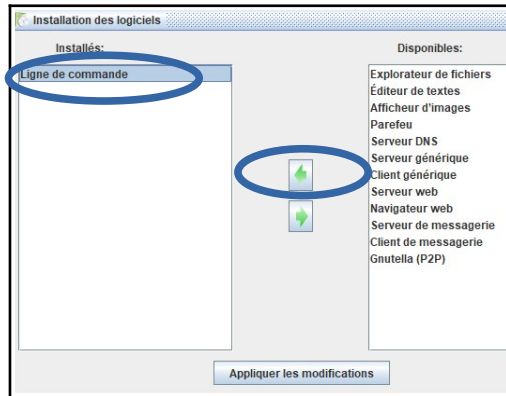 Installation des logiciels
Installés:
Disponibles:
Ligne de commande
Explorateur de fichiers
Éditeur de textes
Afficheur d'images
Parefeu
Serveur DNS
Serveur générique
Client générique
Serveur web
Navigateur web
Serveur de messagerie
Client de messagerie
Gnutella (P2P)
Appliquer les modifications